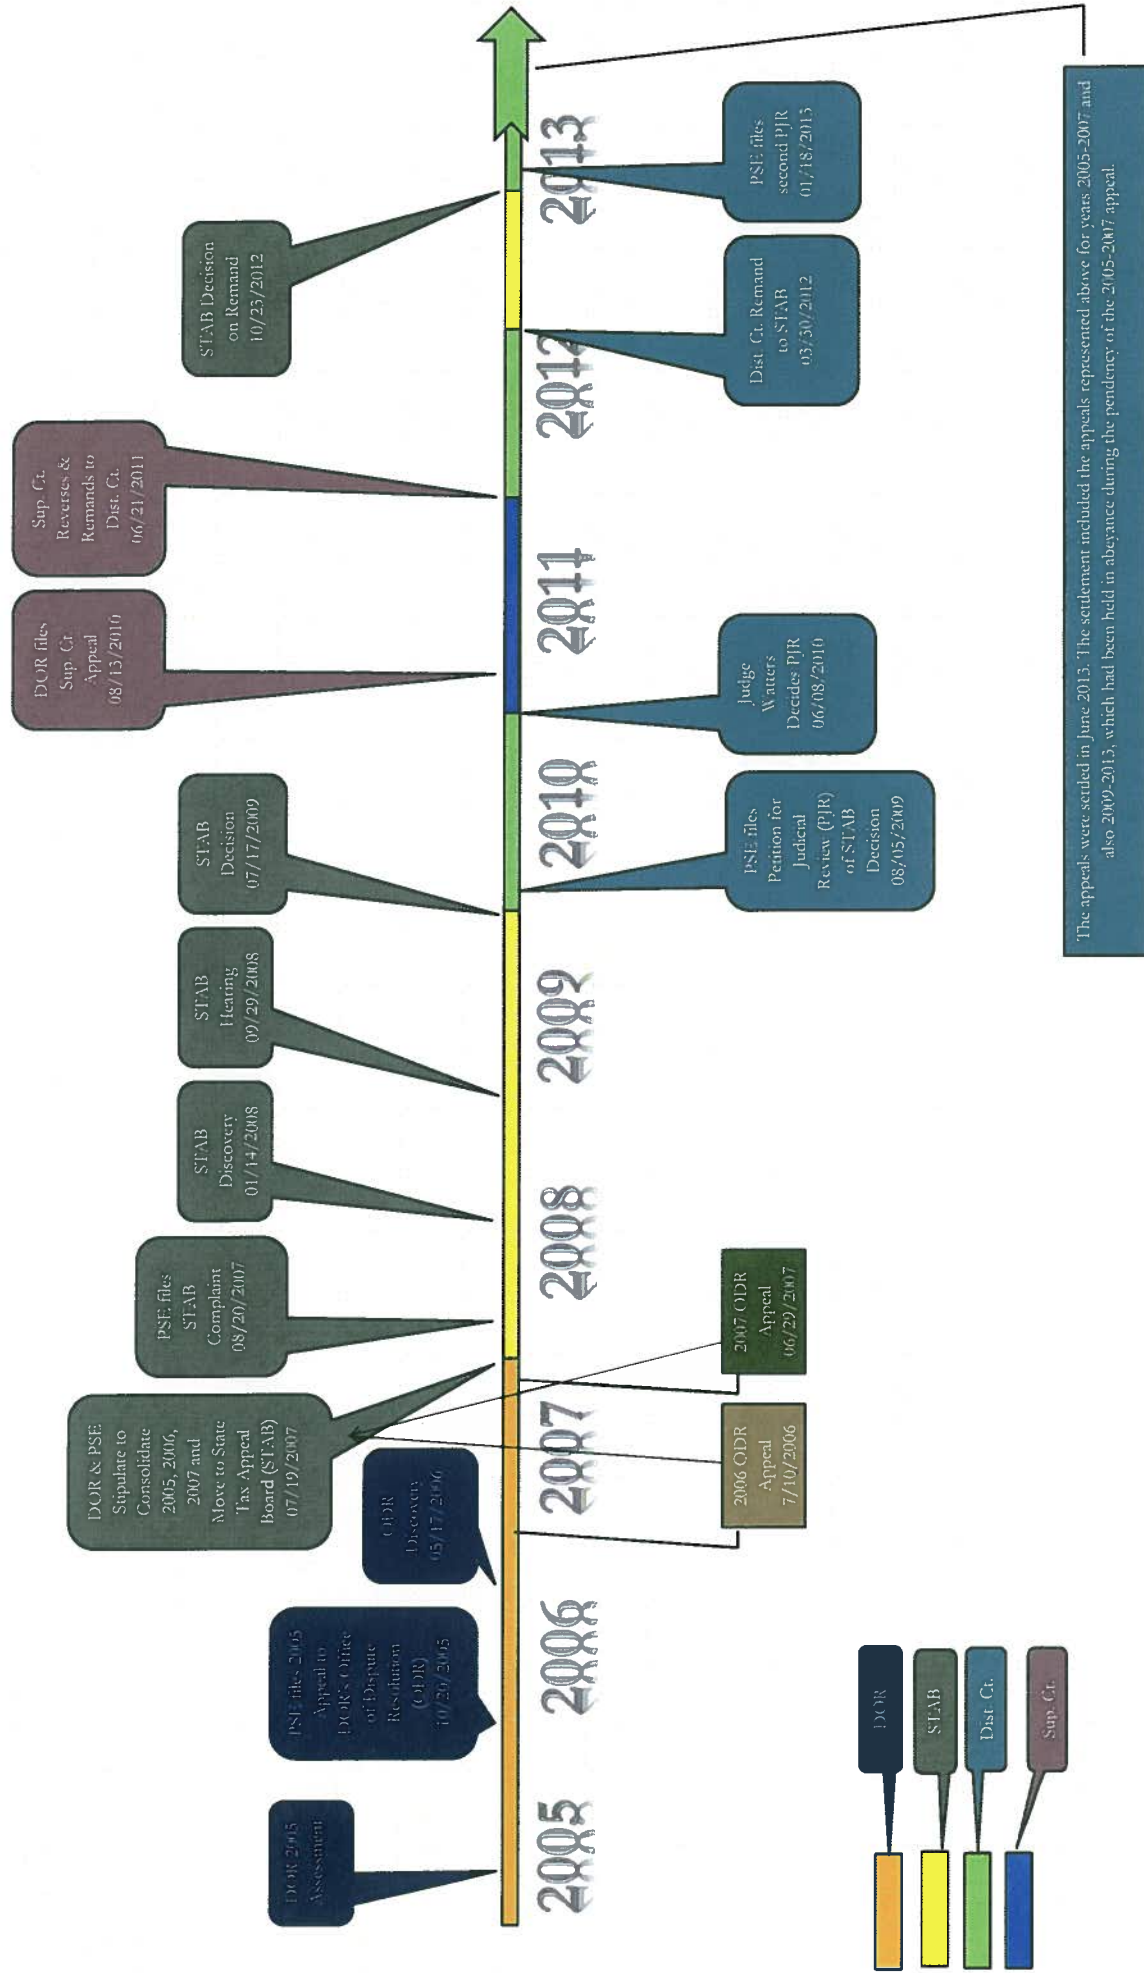 DOR 2005
Assessment
PSE files 2005
Appeal to
DOR's Office
of Dispute
Resolution
(ODR)
10/20/2005
ODR
Discovery
05/17/2006
DOR & PSE
Stipulate to
Consolidate
2005, 2006,
2007 and
Move to State
Tax Appeal
Board (STAB)
07/19/2007
PSE files
STAB
Complaint
08/20/2007
STAB
Discovery
01/14/2008
STAB
Hearing
09/29/2008
STAB
Decision
07/17/2009
DOR files
Sup. Ct.
Appeal
08/13/2010
Sup. Ct.
Reverses &
Remands to
Dist. Ct.
06/21/2011
STAB Decision
on Remand
10/23/2012
2005
2006
2007
2008
2009
2010
2011
2012
2013
2006 ODR
Appeal
7/10/2006
2007 ODR
Appeal
06/29/2007
PSE files
Petition for
Judicial
Review (PJR)
of STAB
Decision
08/05/2009
Judge
Watters
Decides PJR
06/08/2010
Dist. Ct. Remand
to STAB
03/30/2012
PSE files
second PJR
01/18/2013
DOR
STAB
Dist. Ct.
Sup. Ct.
The appeals were settled in June 2013. The settlement included the appeals represented above for years 2005-2007 and
also 2009-2013, which had been held in abeyance during the pendency of the 2005-2007 appeal.